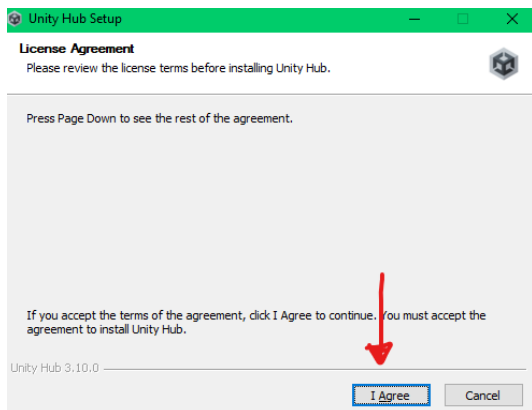 Unity Hub Setup
License Agreement
Please review the license terms before installing Unity Hub.
Press Page Down to see the rest of the agreement.
If you accept the terms of the agreement, click I Agree to continue. You must accept the
agreement to install Unity Hub.
Unity Hub 3.10.0
I Agree Cancel